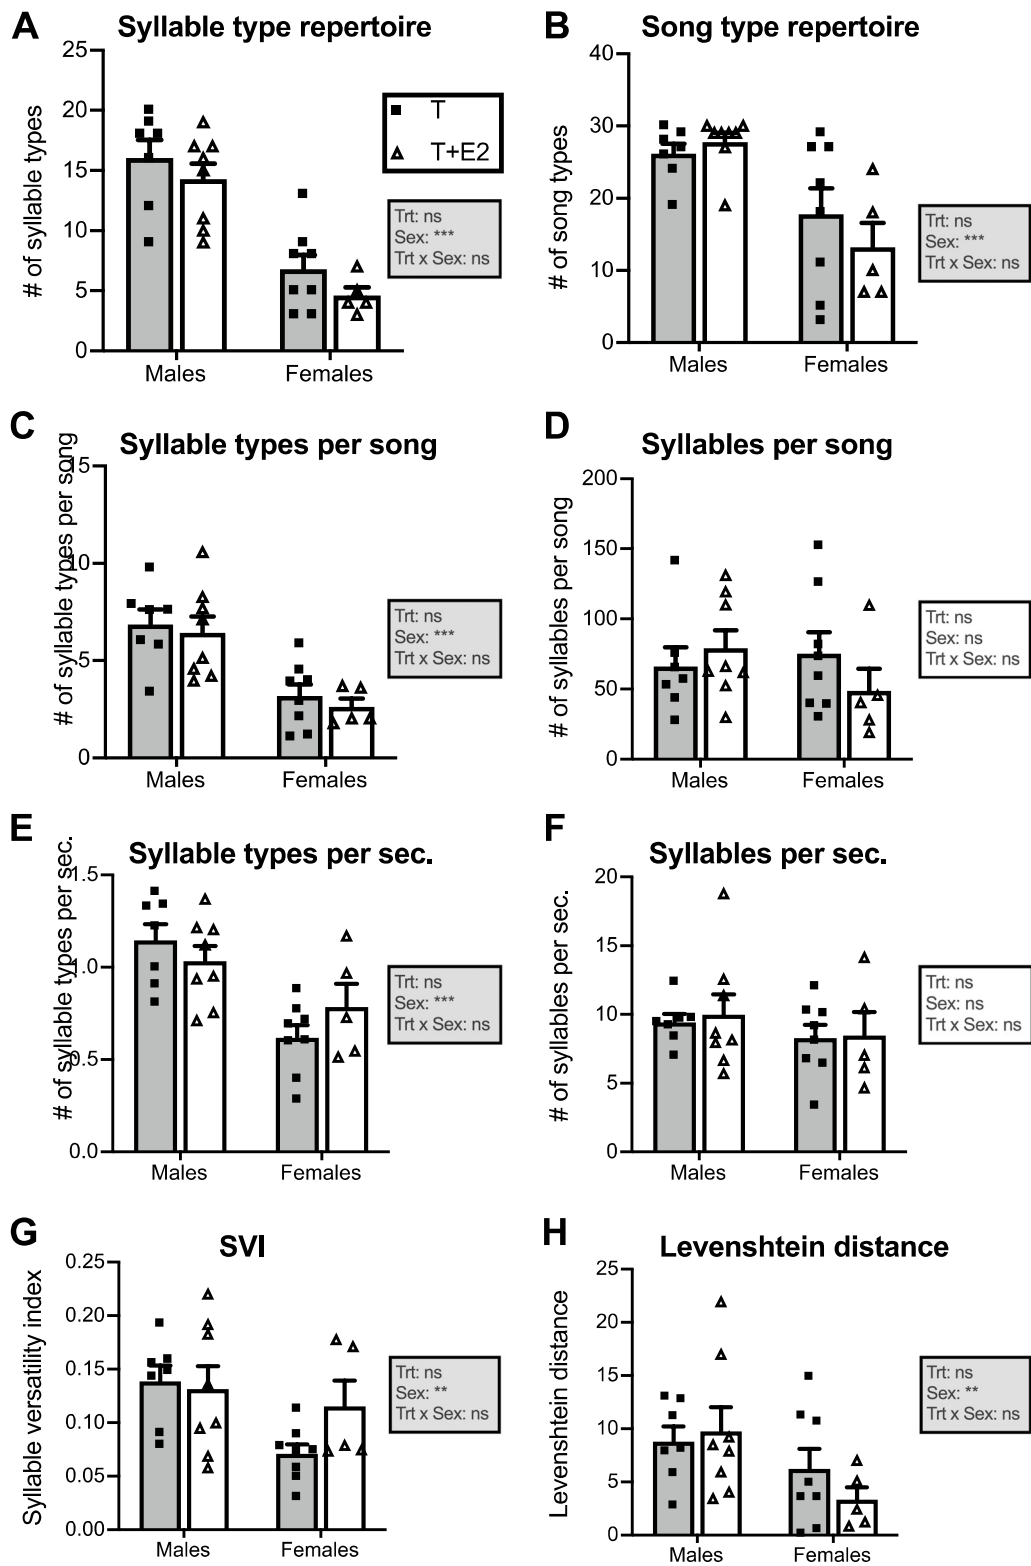 A
Syllable type repertoire
# of syllable types
25
20
15
10
5
0
Males
Females
T
T+E2
Trt: ns
Sex: ***
Trt x Sex: ns
B
Song type repertoire
# of song types
40
30
20
10
0
Males
Females
Trt: ns
Sex: ***
Trt x Sex: ns
C
Syllable types per song
# of syllable types per song
15
10
5
0
Males
Females
Trt: ns
Sex: ***
Trt x Sex: ns
D
Syllables per song
# of syllables per song
200
150
100
50
0
Males
Females
Trt: ns
Sex: ns
Trt x Sex: ns
E
Syllable types per sec.
# of syllable types per sec.
1.5
1.0
0.5
0.0
Males
Females
Trt: ns
Sex: ***
Trt x Sex: ns
F
Syllables per sec.
# of syllables per sec.
20
15
10
5
0
Males
Females
Trt: ns
Sex: ns
Trt x Sex: ns
G
SVI
Syllable versatility index
0.25
0.20
0.15
0.10
0.05
0.00
Males
Females
Trt: ns
Sex: **
Trt x Sex: ns
H
Levenshtein distance
Levenshtein distance
25
20
15
10
5
0
Males
Females
Trt: ns
Sex: **
Trt x Sex: ns